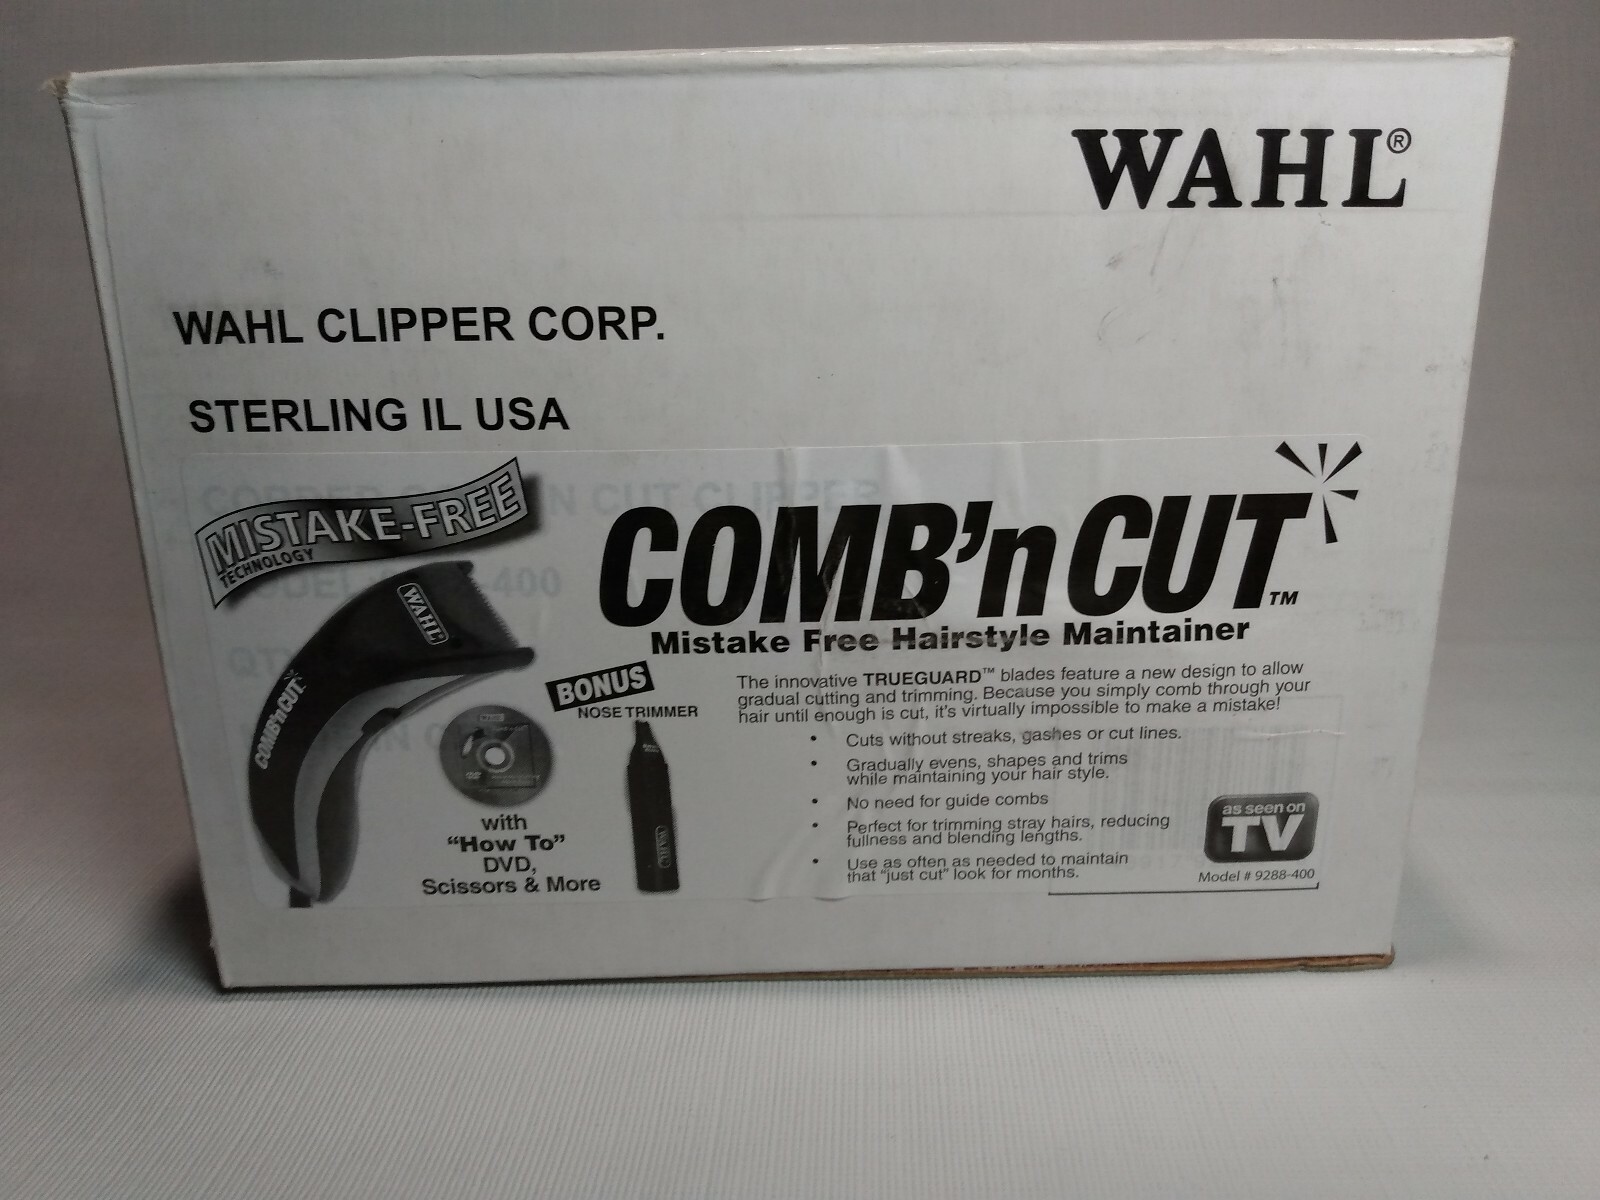 WAHL®
WAHL CLIPPER CORP.
STERLING IL USA
MISTAKE-FREE
TECHNOLOGY
WAHL
COMB'n CUT
COMB'n CUT™
Mistake Free Hairstyle Maintainer
BONUS
NOSE TRIMMER
with
“How To”
DVD,
Scissors & More
WAHL
The innovative TRUEGUARD™ blades feature a new design to allow
gradual cutting and trimming. Because you simply comb through your
hair until enough is cut, it's virtually impossible to make a mistake!
• Cuts without streaks, gashes or cut lines.
• Gradually evens, shapes and trims
while maintaining your hair style.
• No need for guide combs
• Perfect for trimming stray hairs, reducing
fullness and blending lengths.
• Use as often as needed to maintain
that “just cut” look for months.
as seen on
TV
Model # 9288-400